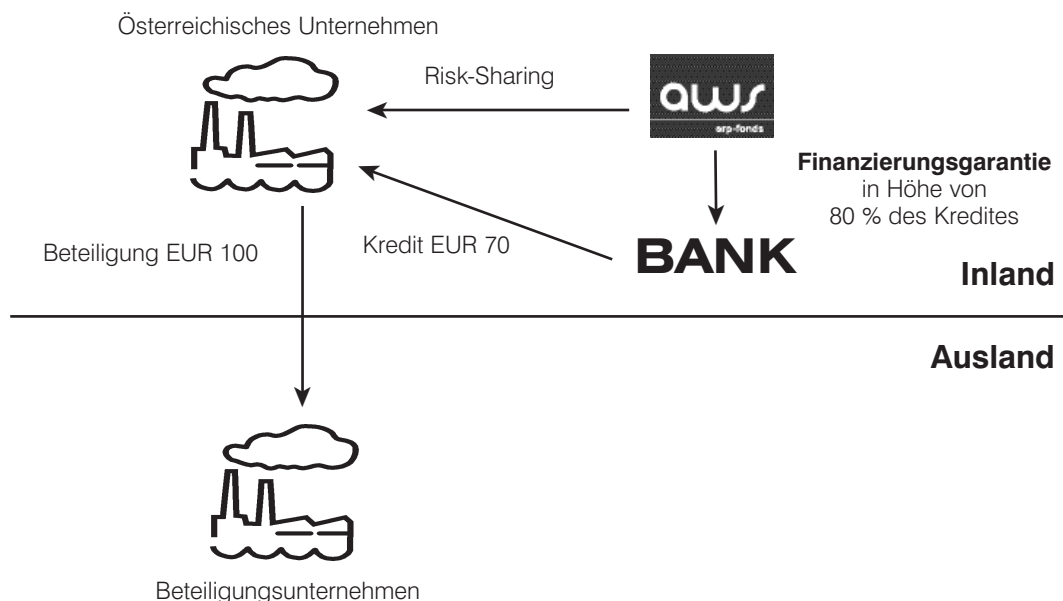 Österreichisches Unternehmen
Risk-Sharing
aws
erp-fonds
Finanzierungsgarantie
in Höhe von
80 % des Kredites
Beteiligung EUR 100
Kredit EUR 70
BANK
Inland
Ausland
Beteiligungsunternehmen